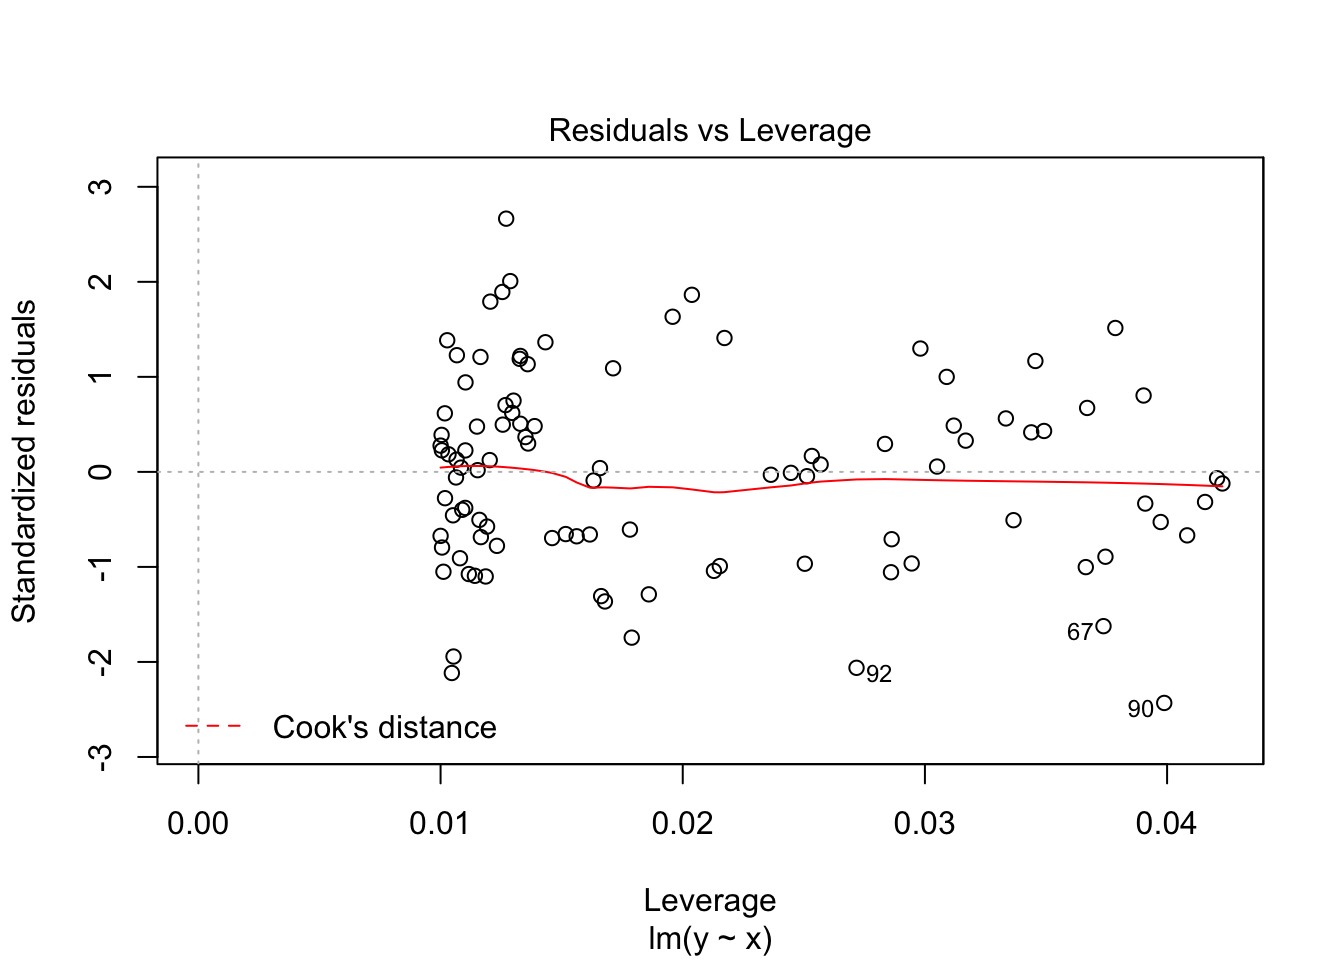 Residuals vs Leverage
Standardized residuals
3
2
1
0
-1
-2
-3
67
92
90
Cook's distance
0.00 0.01 0.02 0.03 0.04
Leverage
lm(y ~ x)